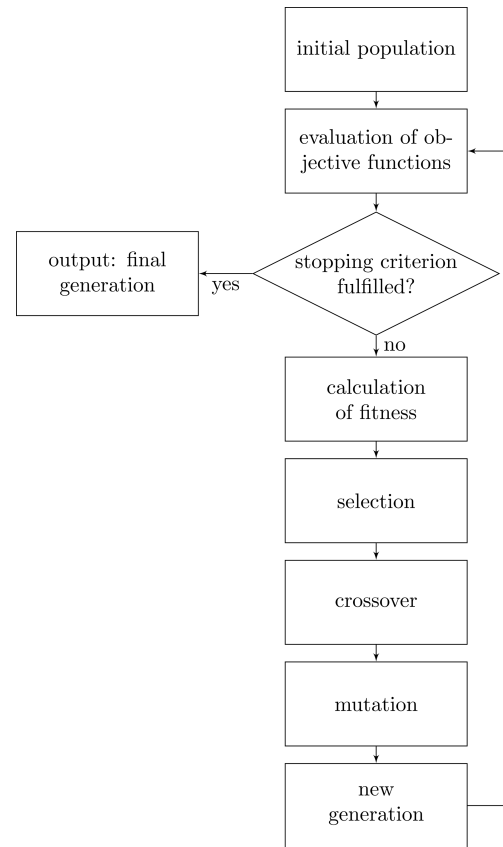 initial population
evaluation of ob-
jective functions
stopping criterion
fulfilled?
output: final
generation
yes
no
calculation
of fitness
selection
crossover
mutation
new
generation